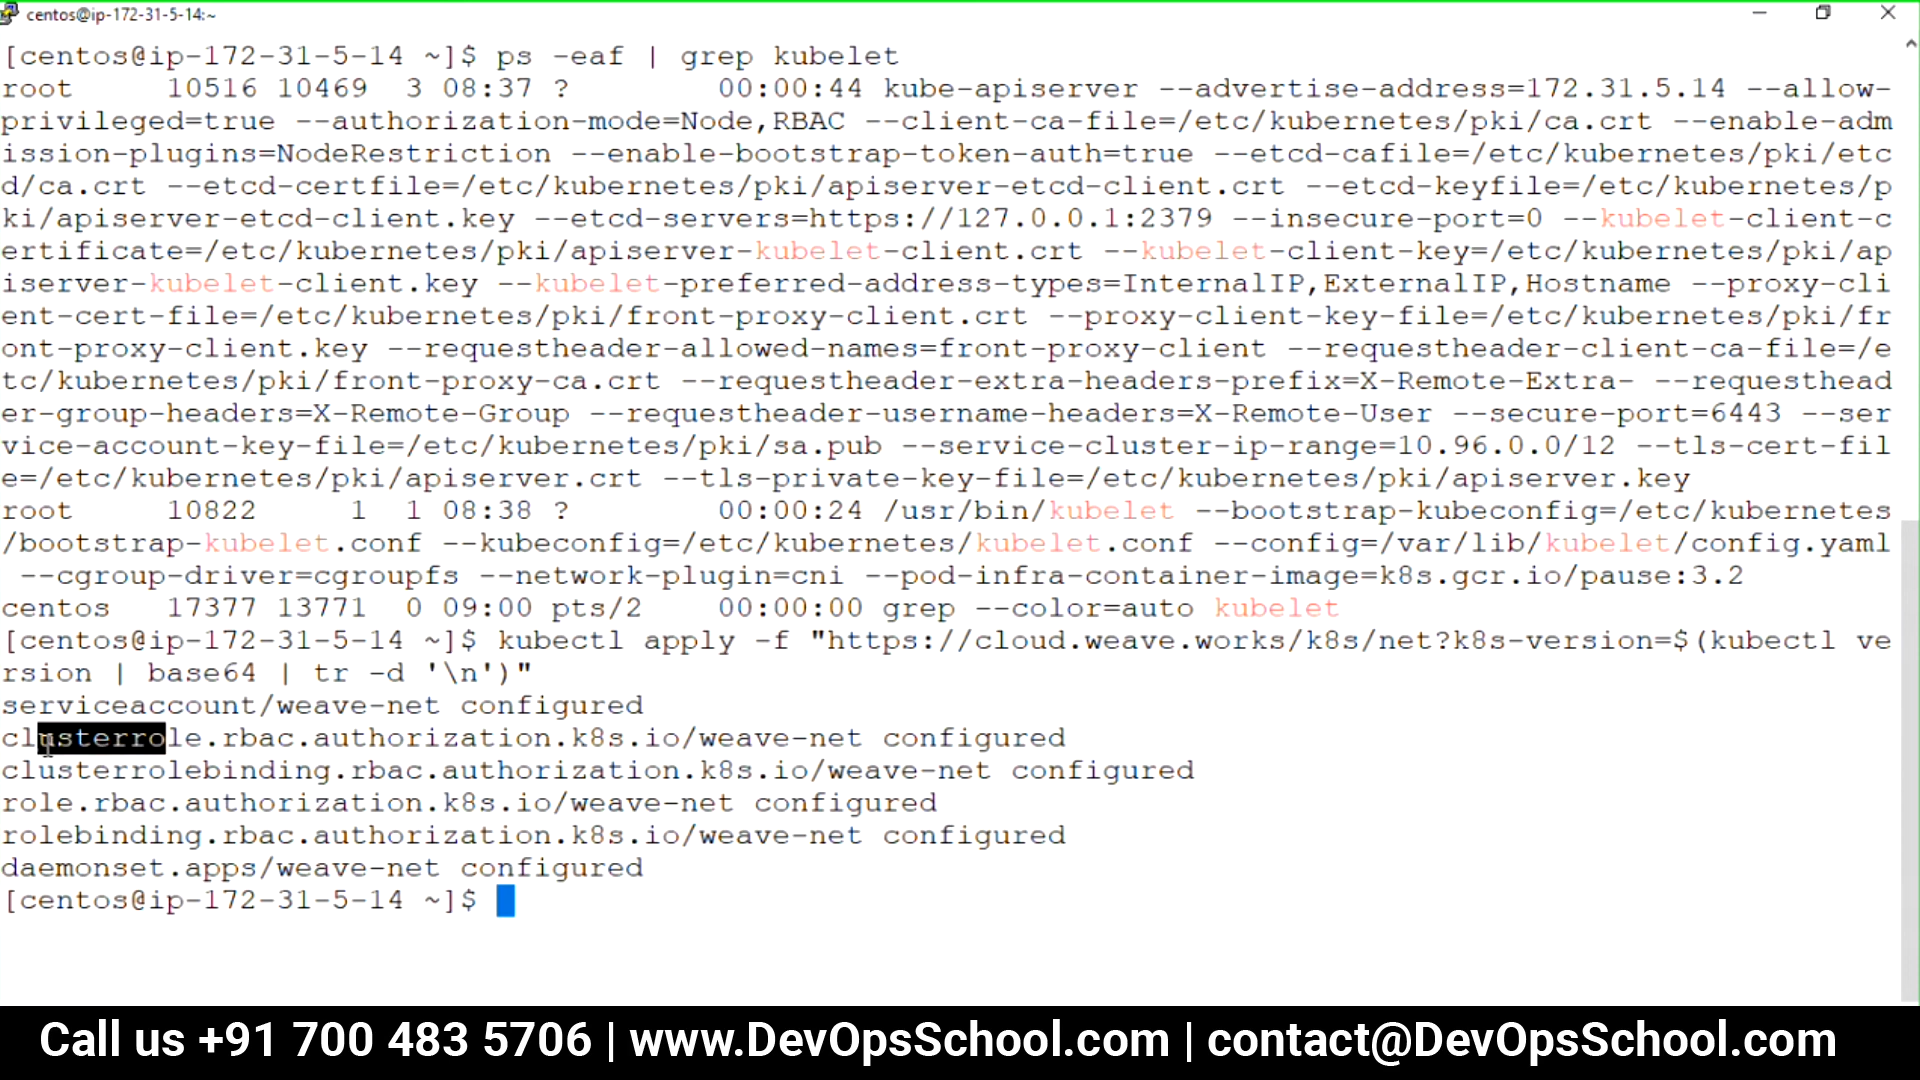 centos@ip-172-31-5-14:~
[centos@ip-172-31-5-14 ~]$ ps -eaf | grep kubelet
root     10516 10469  3 08:37 ?        00:00:44 kube-apiserver --advertise-address=172.31.5.14 --allow-
privileged=true --authorization-mode=Node,RBAC --client-ca-file=/etc/kubernetes/pki/ca.crt --enable-adm
ission-plugins=NodeRestriction --enable-bootstrap-token-auth=true --etcd-cafile=/etc/kubernetes/pki/etc
d/ca.crt --etcd-certfile=/etc/kubernetes/pki/apiserver-etcd-client.crt --etcd-keyfile=/etc/kubernetes/p
ki/apiserver-etcd-client.key --etcd-servers=https://127.0.0.1:2379 --insecure-port=0 --kubelet-client-c
ertificate=/etc/kubernetes/pki/apiserver-kubelet-client.crt --kubelet-client-key=/etc/kubernetes/pki/ap
iserver-kubelet-client.key --kubelet-preferred-address-types=InternalIP,ExternalIP,Hostname --proxy-cli
ent-cert-file=/etc/kubernetes/pki/front-proxy-client.crt --proxy-client-key-file=/etc/kubernetes/pki/fr
ont-proxy-client.key --requestheader-allowed-names=front-proxy-client --requestheader-client-ca-file=/e
tc/kubernetes/pki/front-proxy-ca.crt --requestheader-extra-headers-prefix=X-Remote-Extra- --requesthead
er-group-headers=X-Remote-Group --requestheader-username-headers=X-Remote-User --secure-port=6443 --ser
vice-account-key-file=/etc/kubernetes/pki/sa.pub --service-cluster-ip-range=10.96.0.0/12 --tls-cert-fil
e=/etc/kubernetes/pki/apiserver.crt --tls-private-key-file=/etc/kubernetes/pki/apiserver.key
root     10822     1  1 08:38 ?        00:00:24 /usr/bin/kubelet --bootstrap-kubeconfig=/etc/kubernetes
/bootstrap-kubelet.conf --kubeconfig=/etc/kubernetes/kubelet.conf --config=/var/lib/kubelet/config.yaml
 --cgroup-driver=cgroupfs --network-plugin=cni --pod-infra-container-image=k8s.gcr.io/pause:3.2
centos   17377 13771  0 09:00 pts/2    00:00:00 grep --color=auto kubelet
[centos@ip-172-31-5-14 ~]$ kubectl apply -f "https://cloud.weave.works/k8s/net?k8s-version=$(kubectl ve
rsion | base64 | tr -d '\n')"
serviceaccount/weave-net configured
clusterrole.rbac.authorization.k8s.io/weave-net configured
clusterrolebinding.rbac.authorization.k8s.io/weave-net configured
role.rbac.authorization.k8s.io/weave-net configured
rolebinding.rbac.authorization.k8s.io/weave-net configured
daemonset.apps/weave-net configured
[centos@ip-172-31-5-14 ~]$
Call us +91 700 483 5706 | www.DevOpsSchool.com | contact@DevOpsSchool.com